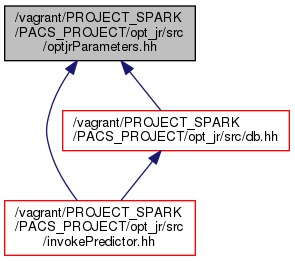 /vagrant/PROJECT_SPARK
/PACS_PROJECT/opt_jr/src
/optjrParameters.hh
/vagrant/PROJECT_SPARK
/PACS_PROJECT/opt_jr/src/db.hh
/vagrant/PROJECT_SPARK
/PACS_PROJECT/opt_jr/src
/invokePredictor.hh